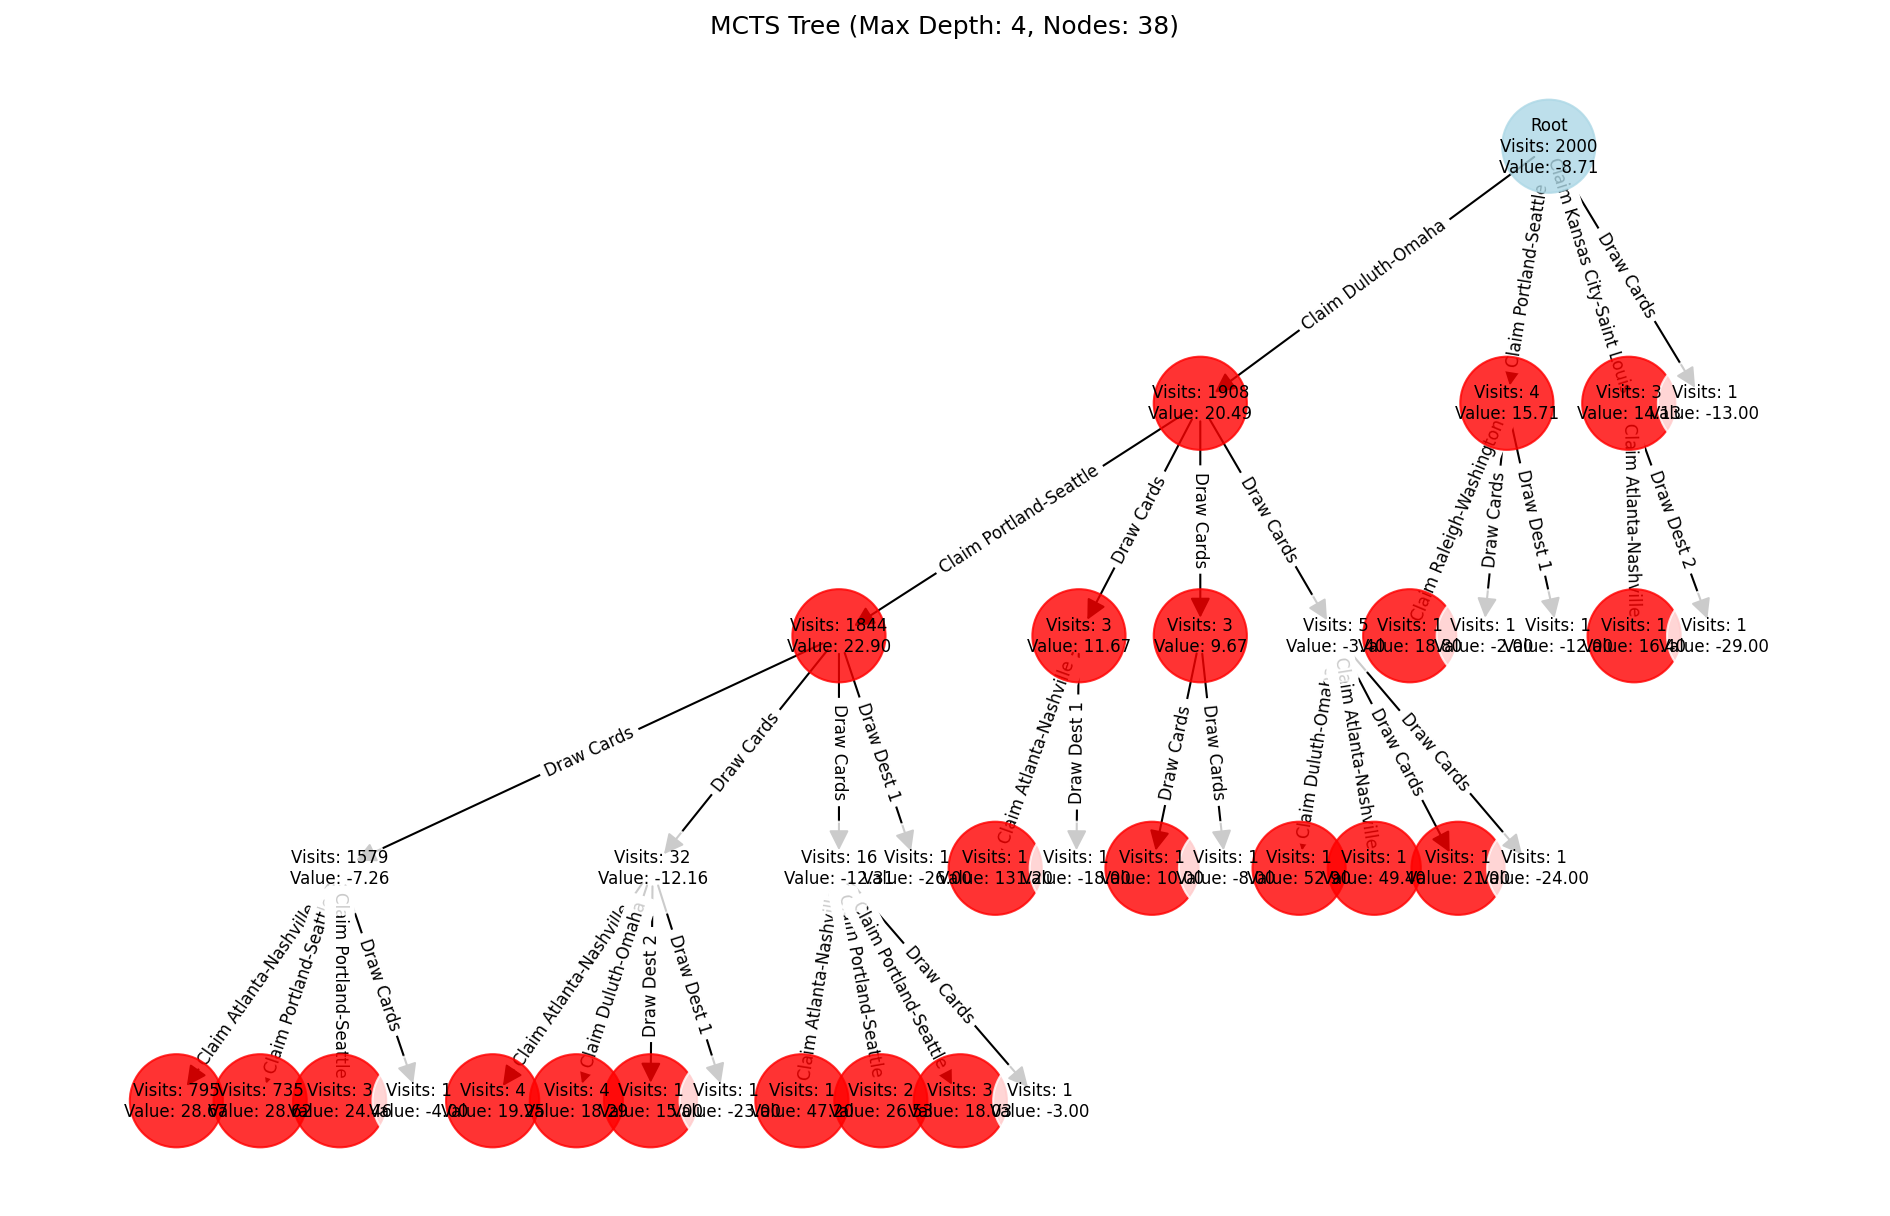 MCTS Tree (Max Depth: 4, Nodes: 38)
Root
Visits: 2000
Value: -8.71
Claim Duluth-Omaha
Claim Portland-Seattle
Claim Kansas City-Saint Louis
Draw Cards
Visits: 1908
Value: 20.49
Visits: 4
Value: 15.71
Visits: 3
Value: 14.13
Visits: 1
Value: -13.00
Claim Portland-Seattle
Draw Cards
Draw Cards
Draw Cards
Claim Raleigh-Washington
Draw Cards
Draw Dest 1
Claim Atlanta-Nashville
Draw Dest 2
Visits: 1844
Value: 22.90
Visits: 3
Value: 11.67
Visits: 3
Value: 9.67
Visits: 5
Value: -3.40
Visits: 1
Value: 18.80
Visits: 1
Value: -2.00
Visits: 1
Value: -12.00
Visits: 1
Value: 16.40
Visits: 1
Value: -29.00
Draw Cards
Draw Cards
Draw Cards
Draw Dest 1
Claim Atlanta-Nashville
Draw Dest 1
Draw Cards
Draw Cards
Claim Duluth-Omaha
Claim Atlanta-Nashville
Draw Cards
Draw Cards
Visits: 1579
Value: -7.26
Visits: 32
Value: -12.16
Visits: 16
Value: -12.31
Visits: 1
Value: -26.00
Visits: 1
Value: 131.20
Visits: 1
Value: -18.00
Visits: 1
Value: 10.00
Visits: 1
Value: -8.00
Visits: 1
Value: 52.90
Visits: 1
Value: 49.40
Visits: 1
Value: 21.00
Visits: 1
Value: -24.00
Claim Atlanta-Nashville
Claim Portland-Seattle
Claim Portland-Seattle
Draw Cards
Claim Atlanta-Nashville
Claim Duluth-Omaha
Draw Dest 2
Draw Dest 1
Claim Atlanta-Nashville
Claim Portland-Seattle
Claim Portland-Seattle
Draw Cards
Visits: 795
Value: 28.67
Visits: 735
Value: 28.62
Visits: 3
Value: 24.46
Visits: 1
Value: -4.00
Visits: 4
Value: 19.25
Visits: 4
Value: 18.29
Visits: 1
Value: 15.00
Visits: 1
Value: -23.00
Visits: 1
Value: 47.20
Visits: 2
Value: 26.53
Visits: 3
Value: 18.03
Visits: 1
Value: -3.00